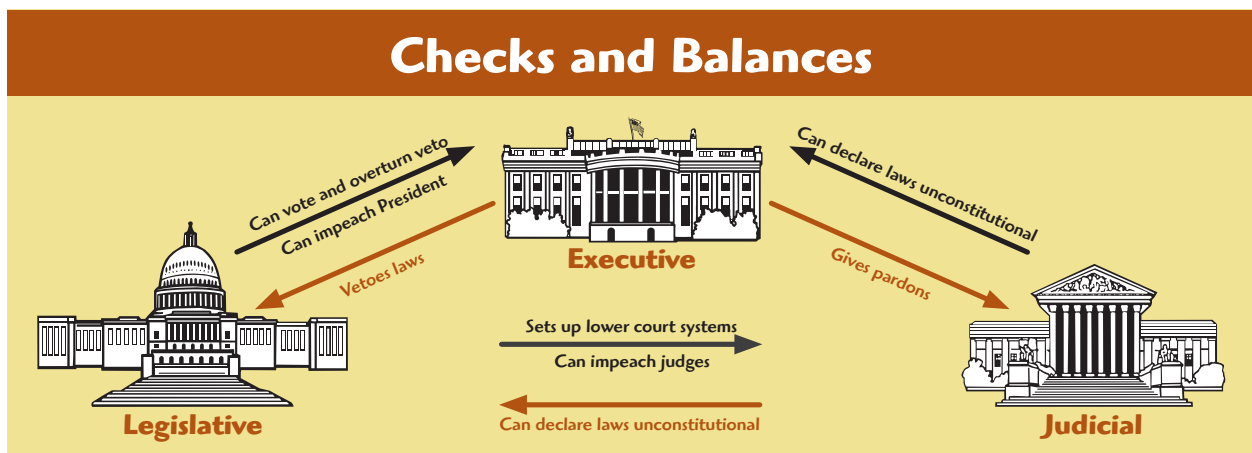 Checks and Balances
Can vote and overturn veto
Can impeach President
Vetoes laws
Executive
Can declare laws unconstitutional
Gives pardons
Sets up lower court systems
Can impeach judges
Can declare laws unconstitutional
Legislative
Judicial